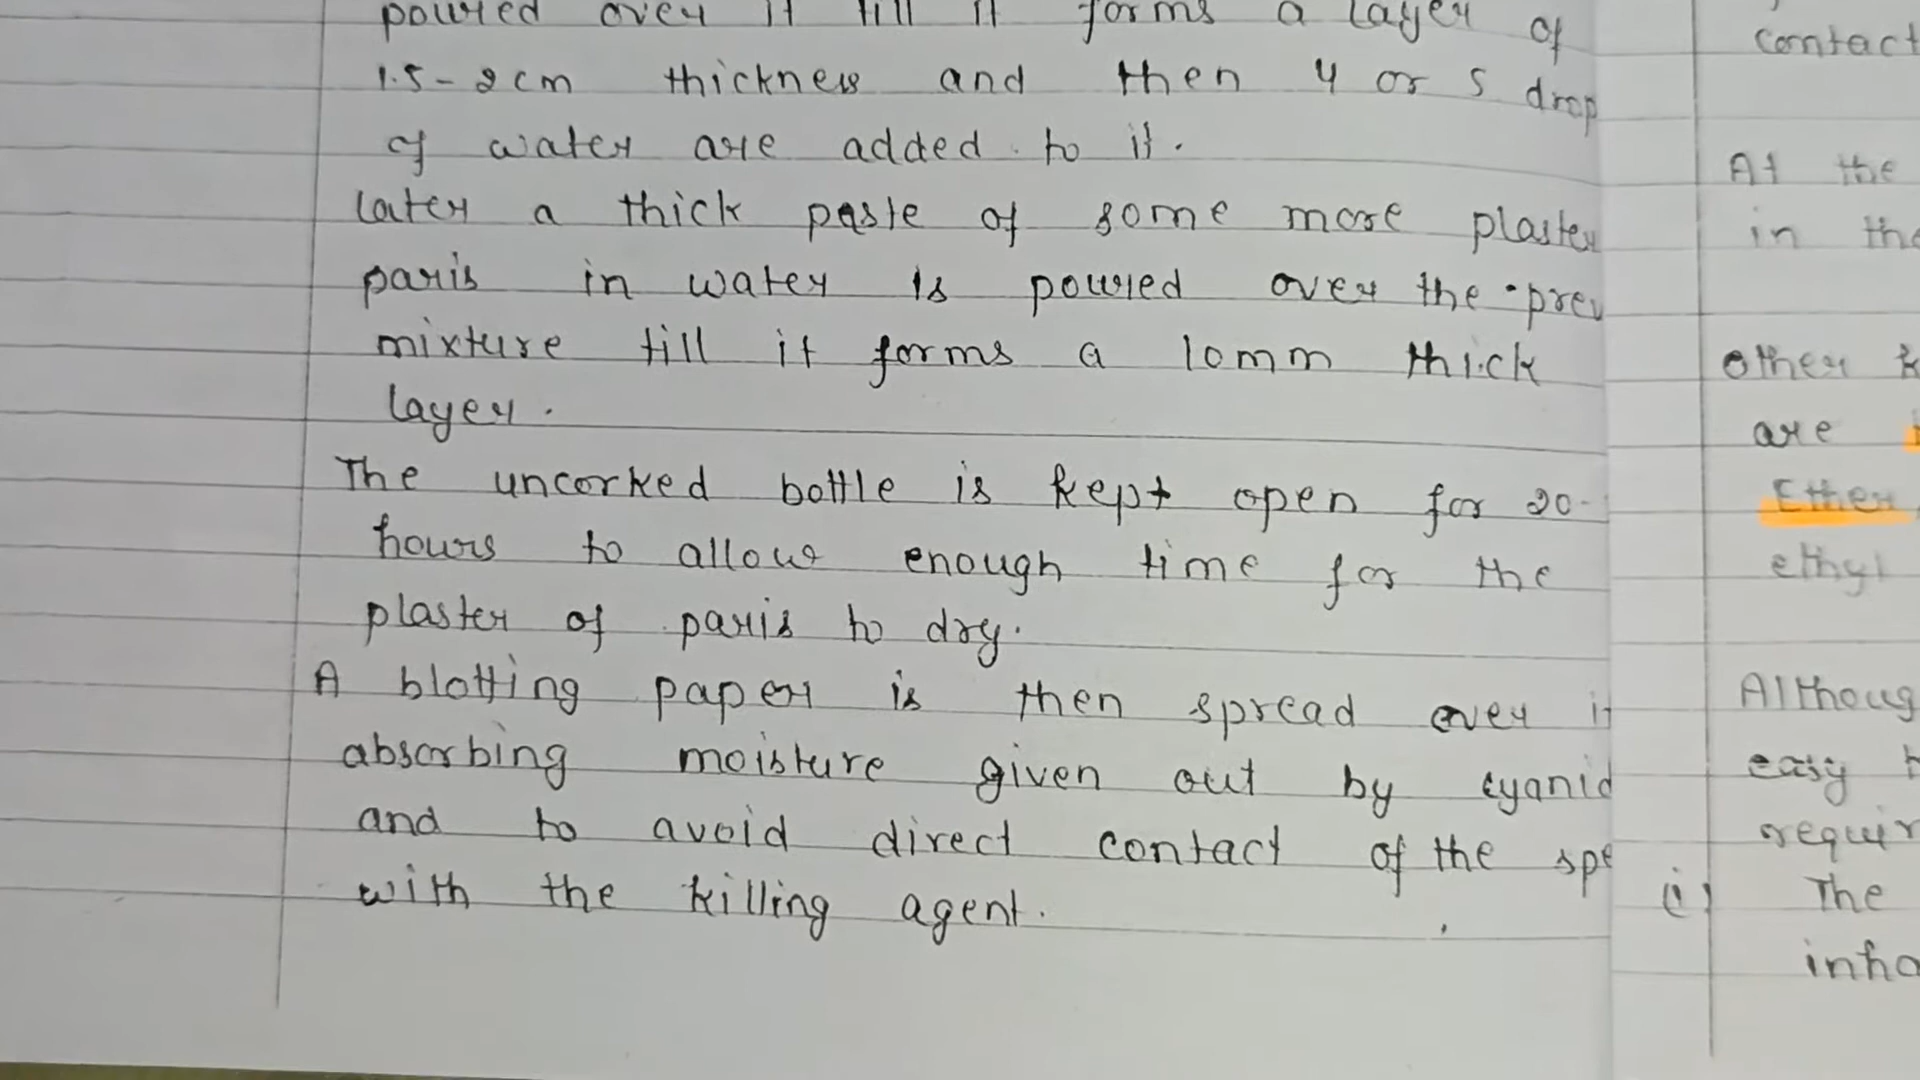 poured over it till it forms a layer of
1.5-2cm thickness and then 4 or 5 drop
of water are added to it.
later a thick paste of some more plaster
paris in water is poured over the prev
mixture till it forms a 10mm thick
layer.
The uncorked bottle is kept open for 20-
hours to allow enough time for the
plaster of paris to dry.
A blotting paper is then spread over it
absorbing moisture given out by cyanid
and to avoid direct contact of the spe
with the killing agent.
contact
At the
in the
other k
are
Ether,
ethyl
Althoug
easy
requir
(i) The
inha